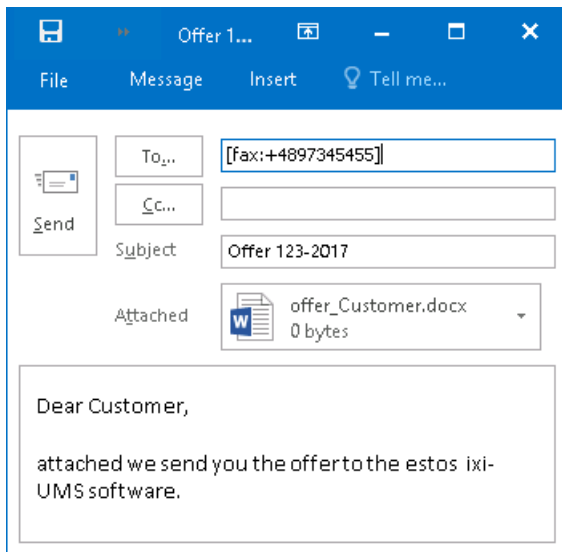 Offer 1...
File Message Insert Tell me...
To... [fax:+4897345455]
Cc...
Send
Subject Offer 123-2017
Attached offer_Customer.docx
0 bytes
Dear Customer,
attached we send you the offer to the estos ixi-
UMS software.